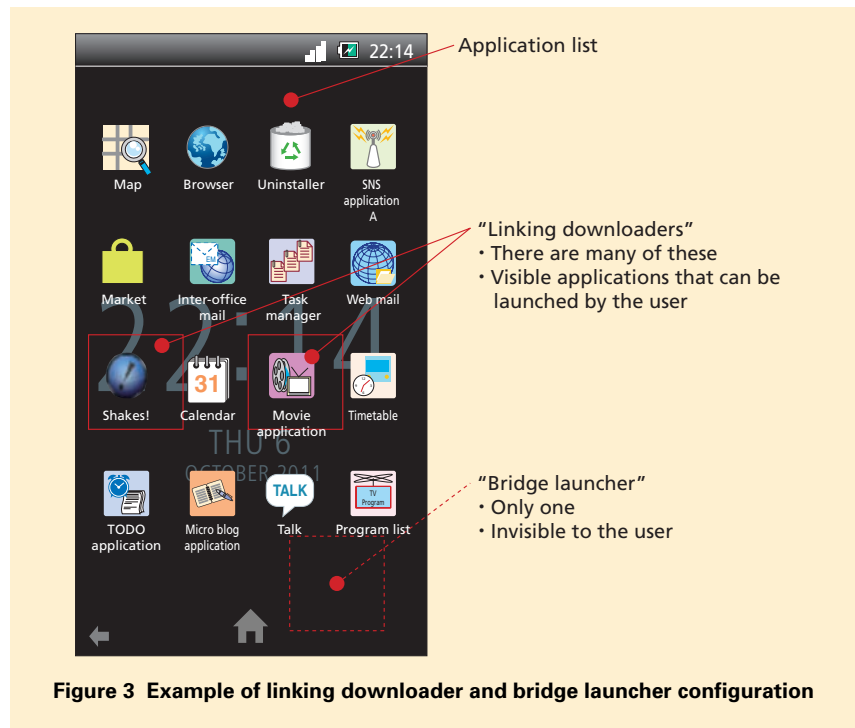 22:14
Application list
Map
Browser
Uninstaller
SNS
application
A
"Linking downloaders"
・There are many of these
・Visible applications that can be
launched by the user
EM
Market
Inter-office
mail
Task
manager
Web mail
22:14
31
Shakes!
Calendar
Movie
application
Timetable
THU 6
OCTOBER 2011
"Bridge launcher"
・Only one
・Invisible to the user
TALK
TV
Program
TODO
application
Micro blog
application
Talk
Program list
Figure 3 Example of linking downloader and bridge launcher configuration